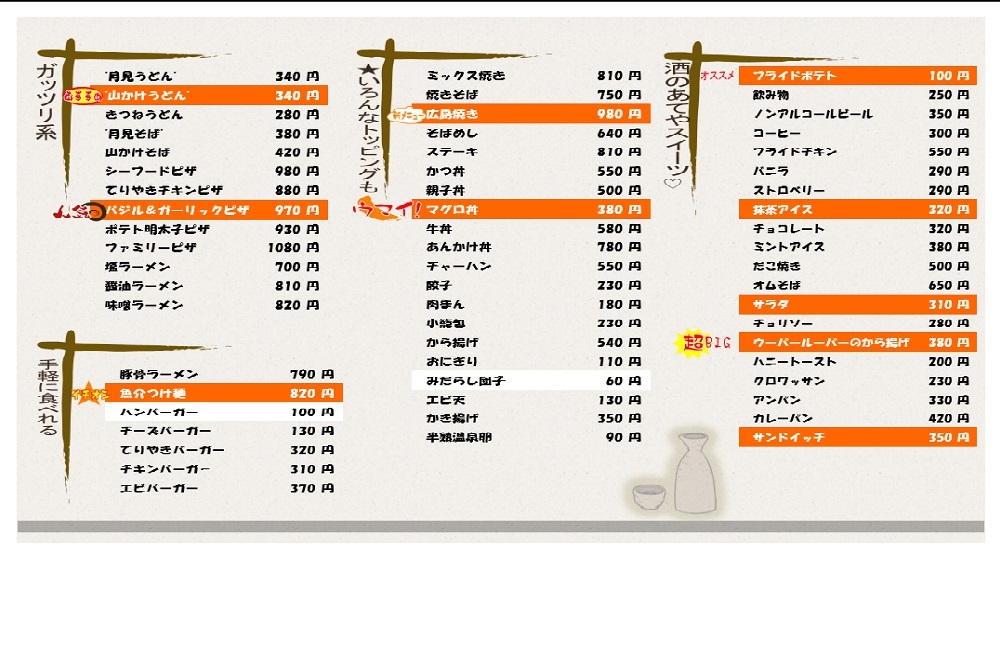 ガッツリ系
"月見うどん" 340 円
おすすめ
"山かけうどん" 340 円
きつねうどん 280 円
"月見そば" 380 円
山かけそば 420 円
シーフードピザ 980 円
てりやきチキンピザ 880 円
人気
バジル&ガーリックピザ 970 円
ポテト明太子ピザ 930 円
ファミリーピザ 1080 円
塩ラーメン 700 円
醤油ラーメン 810 円
味噌ラーメン 820 円
手軽に食べれる
豚骨ラーメン 790 円
イチオシ
魚介つけ麺 820 円
ハンバーガー 100 円
チーズバーガー 130 円
てりやきバーガー 320 円
チキンバーガー 310 円
エビバーガー 370 円
★いろんなトッピングも
ミックス焼き 810 円
焼きそば 750 円
新メニュー
広島焼き 980 円
そばめし 640 円
ステーキ 810 円
かつ丼 550 円
親子丼 500 円
ウマイ!
マグロ丼 380 円
牛丼 580 円
あんかけ丼 780 円
チャーハン 550 円
餃子 230 円
肉まん 180 円
小籠包 230 円
から揚げ 540 円
おにぎり 110 円
みたらし団子 60 円
エビ天 130 円
かき揚げ 350 円
半熟温泉卵 90 円
酒のあてやスイーツ♡
オススメ
フライドポテト 100 円
飲み物 250 円
ノンアルコールビール 350 円
コーヒー 300 円
フライドチキン 550 円
バニラ 290 円
ストロベリー 290 円
抹茶アイス 320 円
チョコレート 320 円
ミントアイス 380 円
たこ焼き 500 円
オムそば 650 円
サラダ 310 円
チョリソー 280 円
超BIG
ウーパールーパーのから揚げ 380 円
ハニートースト 200 円
クロワッサン 230 円
アンパン 330 円
カレーパン 420 円
サンドイッチ 350 円